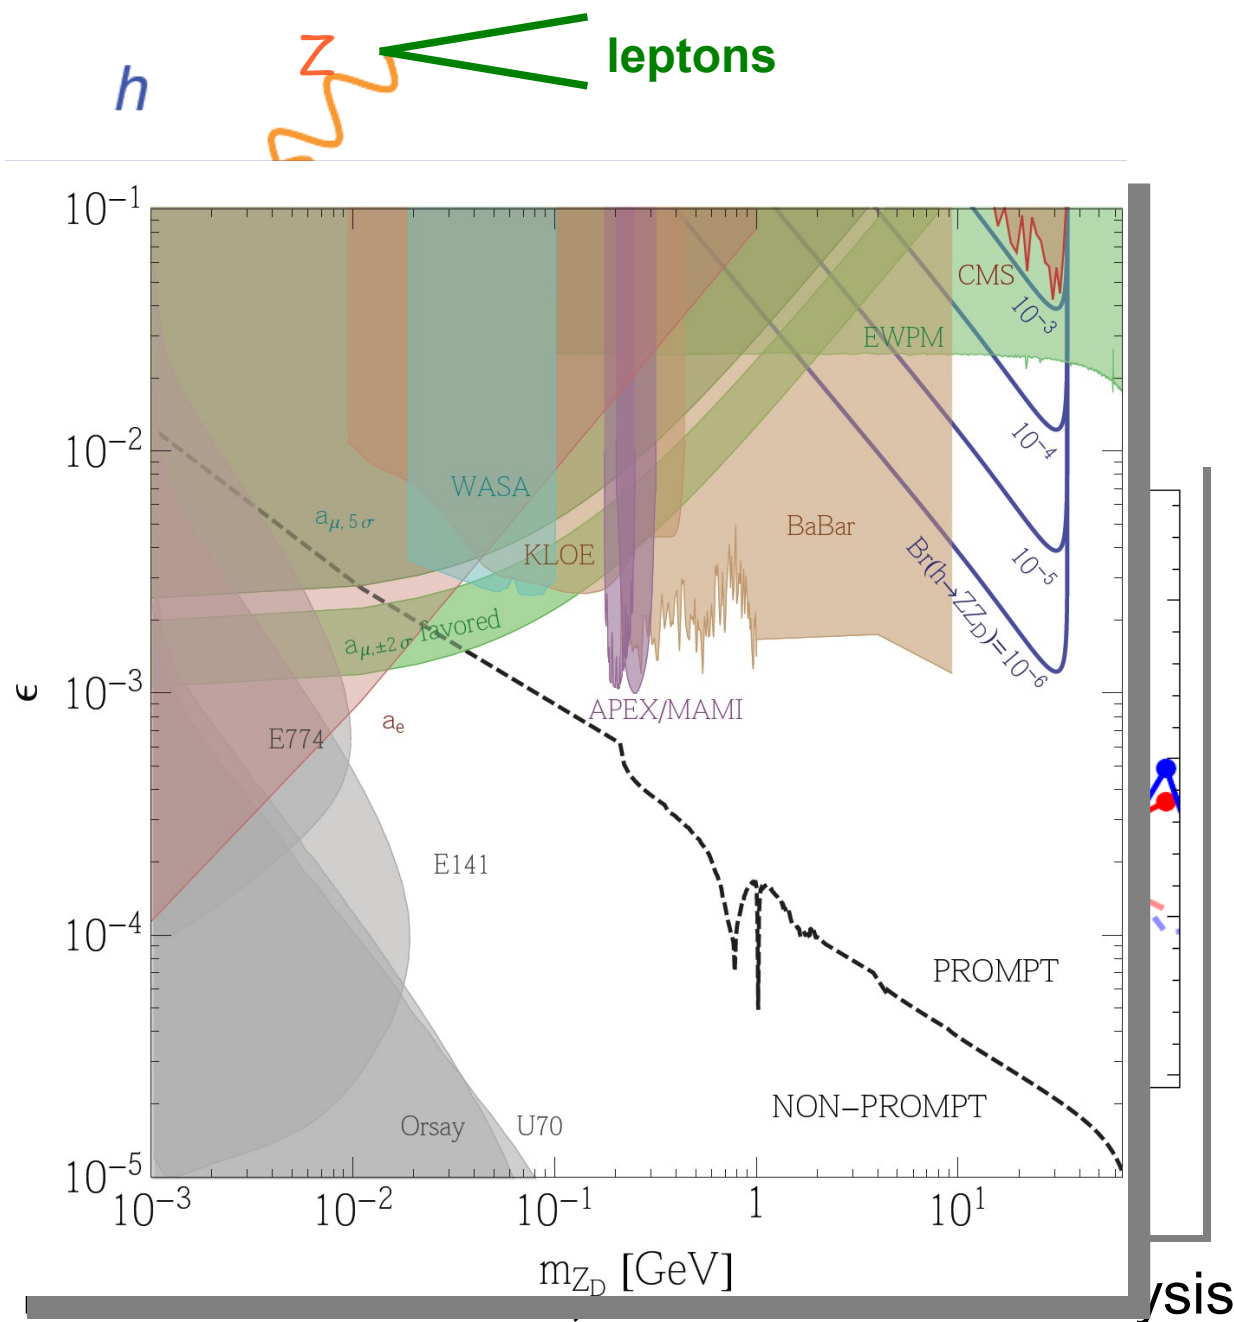 Z
leptons
h
10⁻¹
CMS
10⁻³
EWPM
10⁻²
10⁻⁴
WASA
a_μ,5σ
BaBar
KLOE
10⁻⁵
Br(h→ZZ_D)=10⁻⁶
a_μ,±2σ favored
ϵ
10⁻³
APEX/MAMI
a_e
E774
E141
10⁻⁴
PROMPT
NON–PROMPT
Orsay
U70
10⁻⁵
10⁻³ 10⁻² 10⁻¹ 1 10¹
m_Z_D [GeV]
ysis